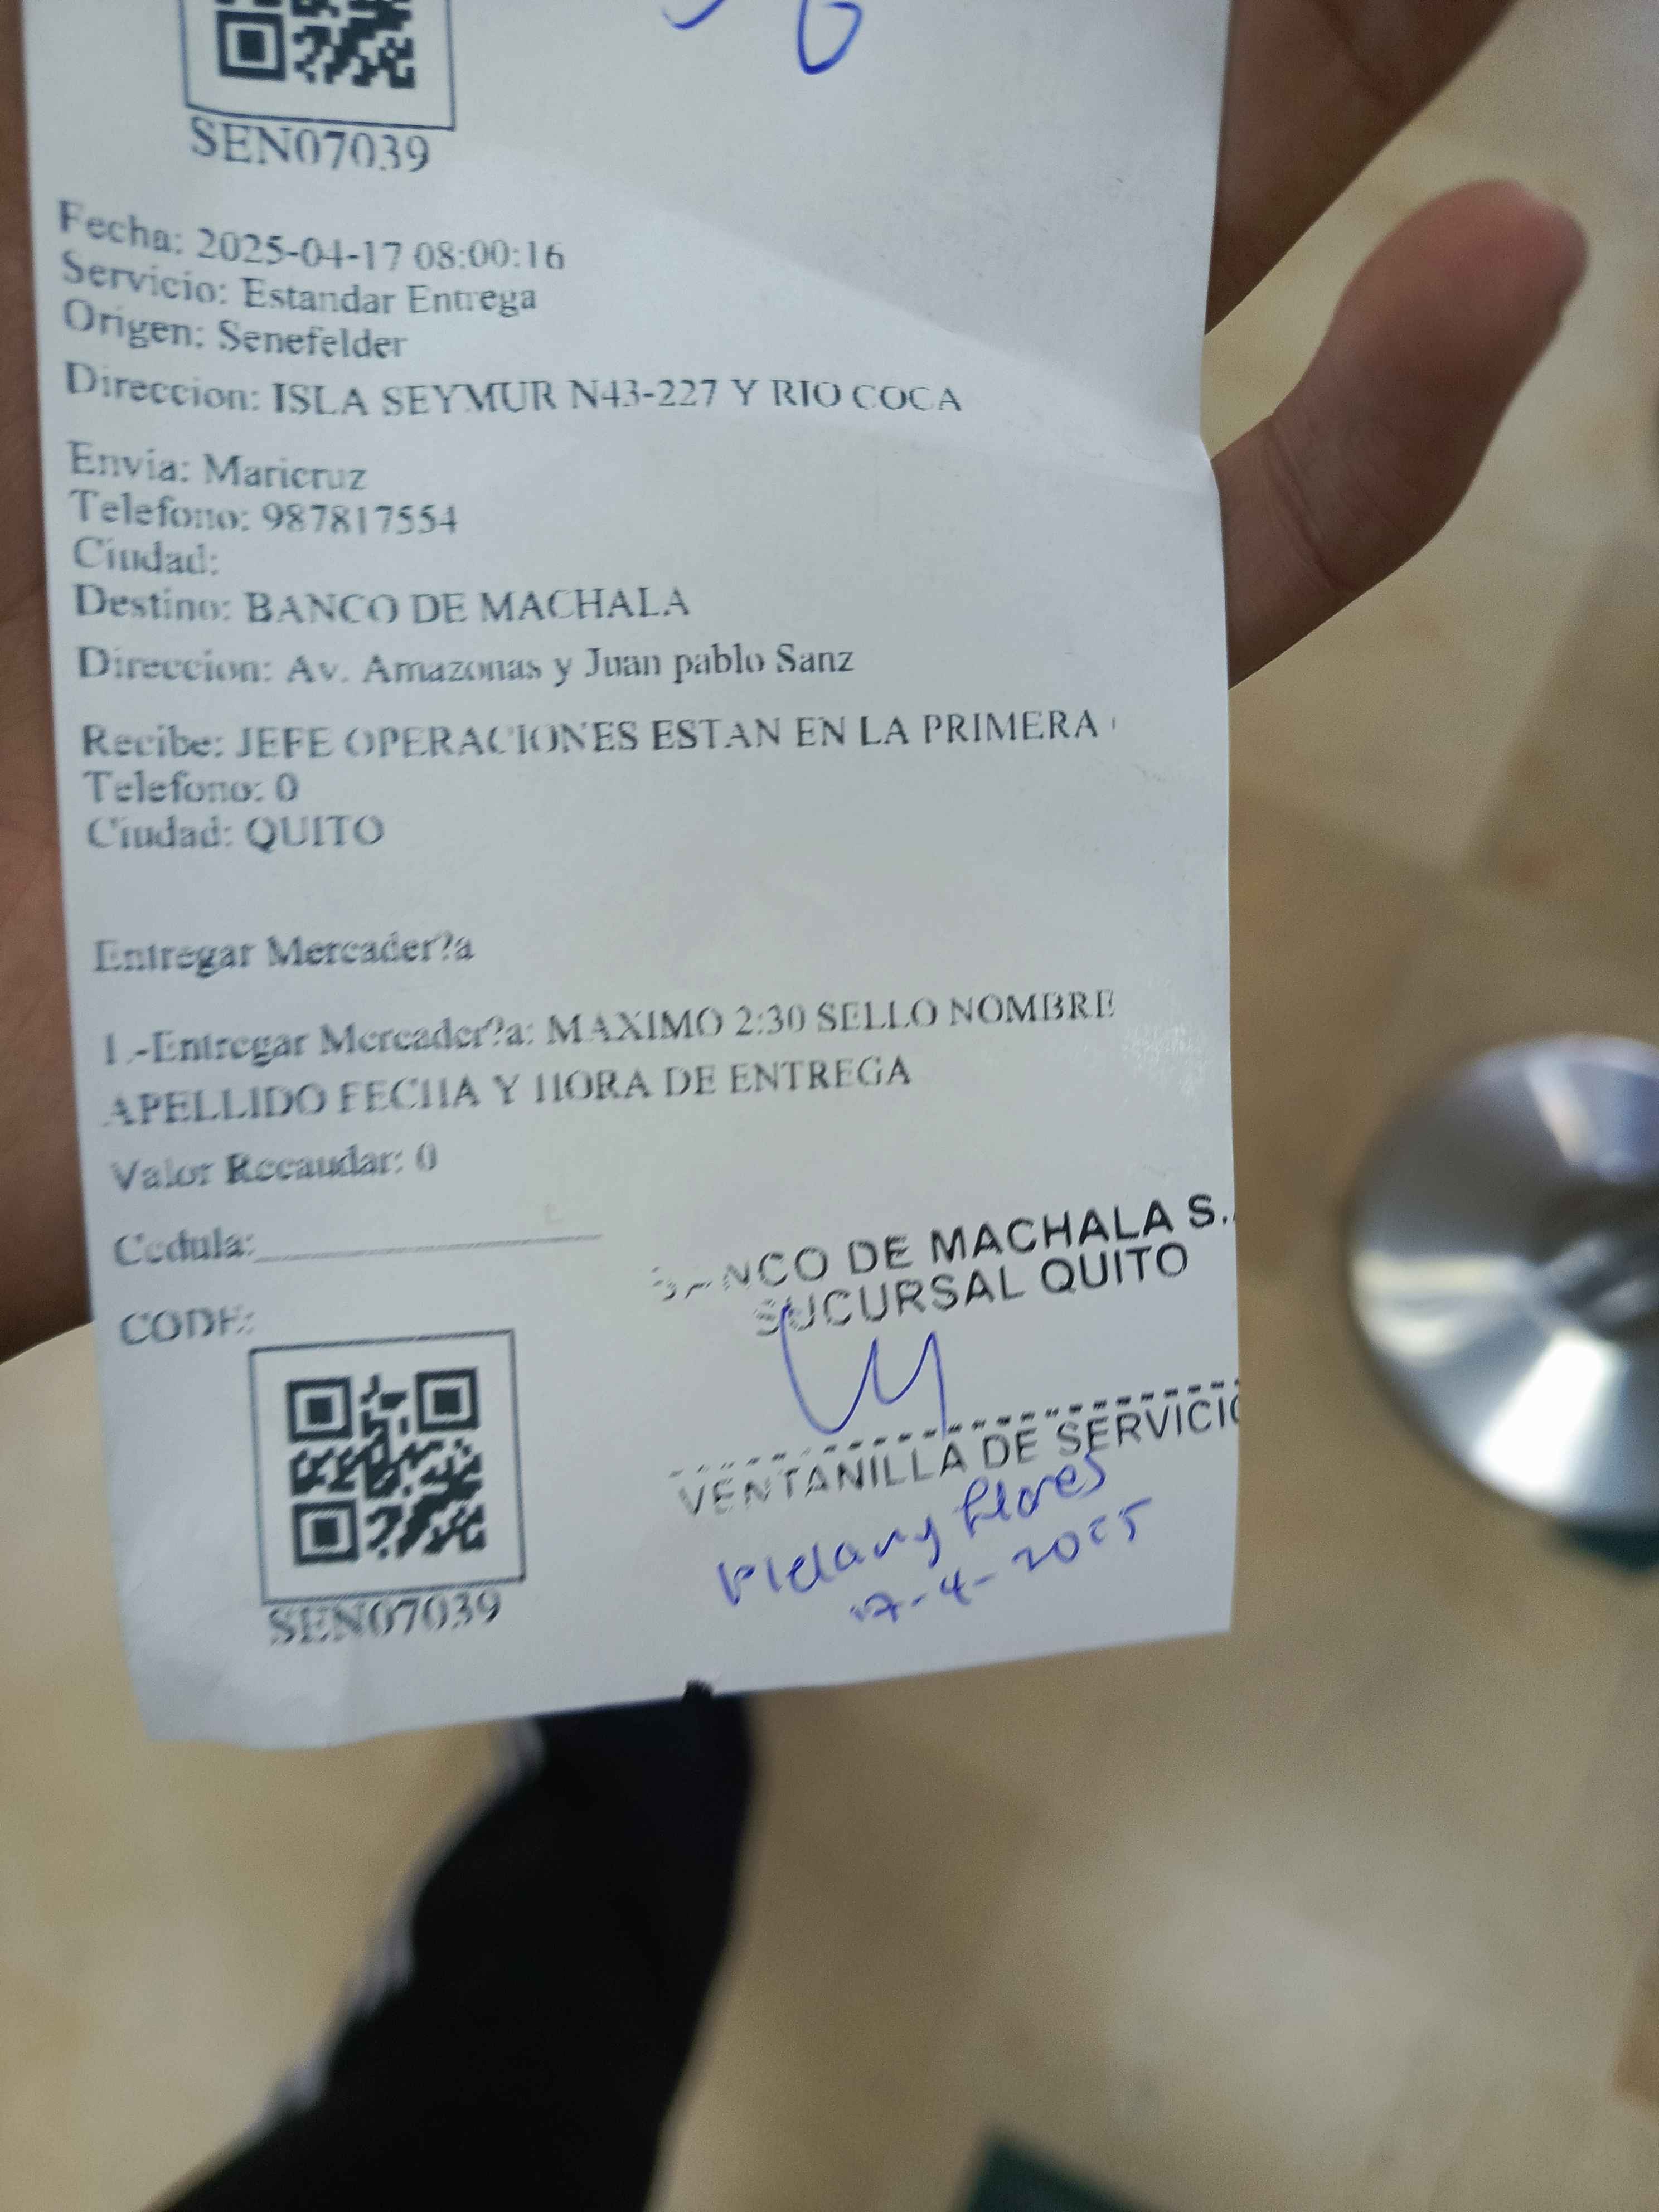 SEN07039
Fecha: 2025-04-17 08:00:16
Servicio: Estandar Entrega
Origen: Senefelder
Direccion: ISLA SEYMUR N43-227 Y RIO COCA
Envia: Maricruz
Telefono: 987817554
Ciudad:
Destino: BANCO DE MACHALA
Direccion: Av. Amazonas y Juan pablo Sanz
Recibe: JEFE OPERACIONES ESTAN EN LA PRIMERA
Telefono: 0
Ciudad: QUITO
Entregar Mercader?a
1.-Entregar Mercader?a: MAXIMO 2:30 SELLO NOMBRE
APELLIDO FECHA Y HORA DE ENTREGA
Valor Recaudar: 0
Cedula:
CODE:
BANCO DE MACHALA S.
SUCURSAL QUITO
VENTANILLA DE SERVICIO
Melany Flores
17-4-2025
SEN07039